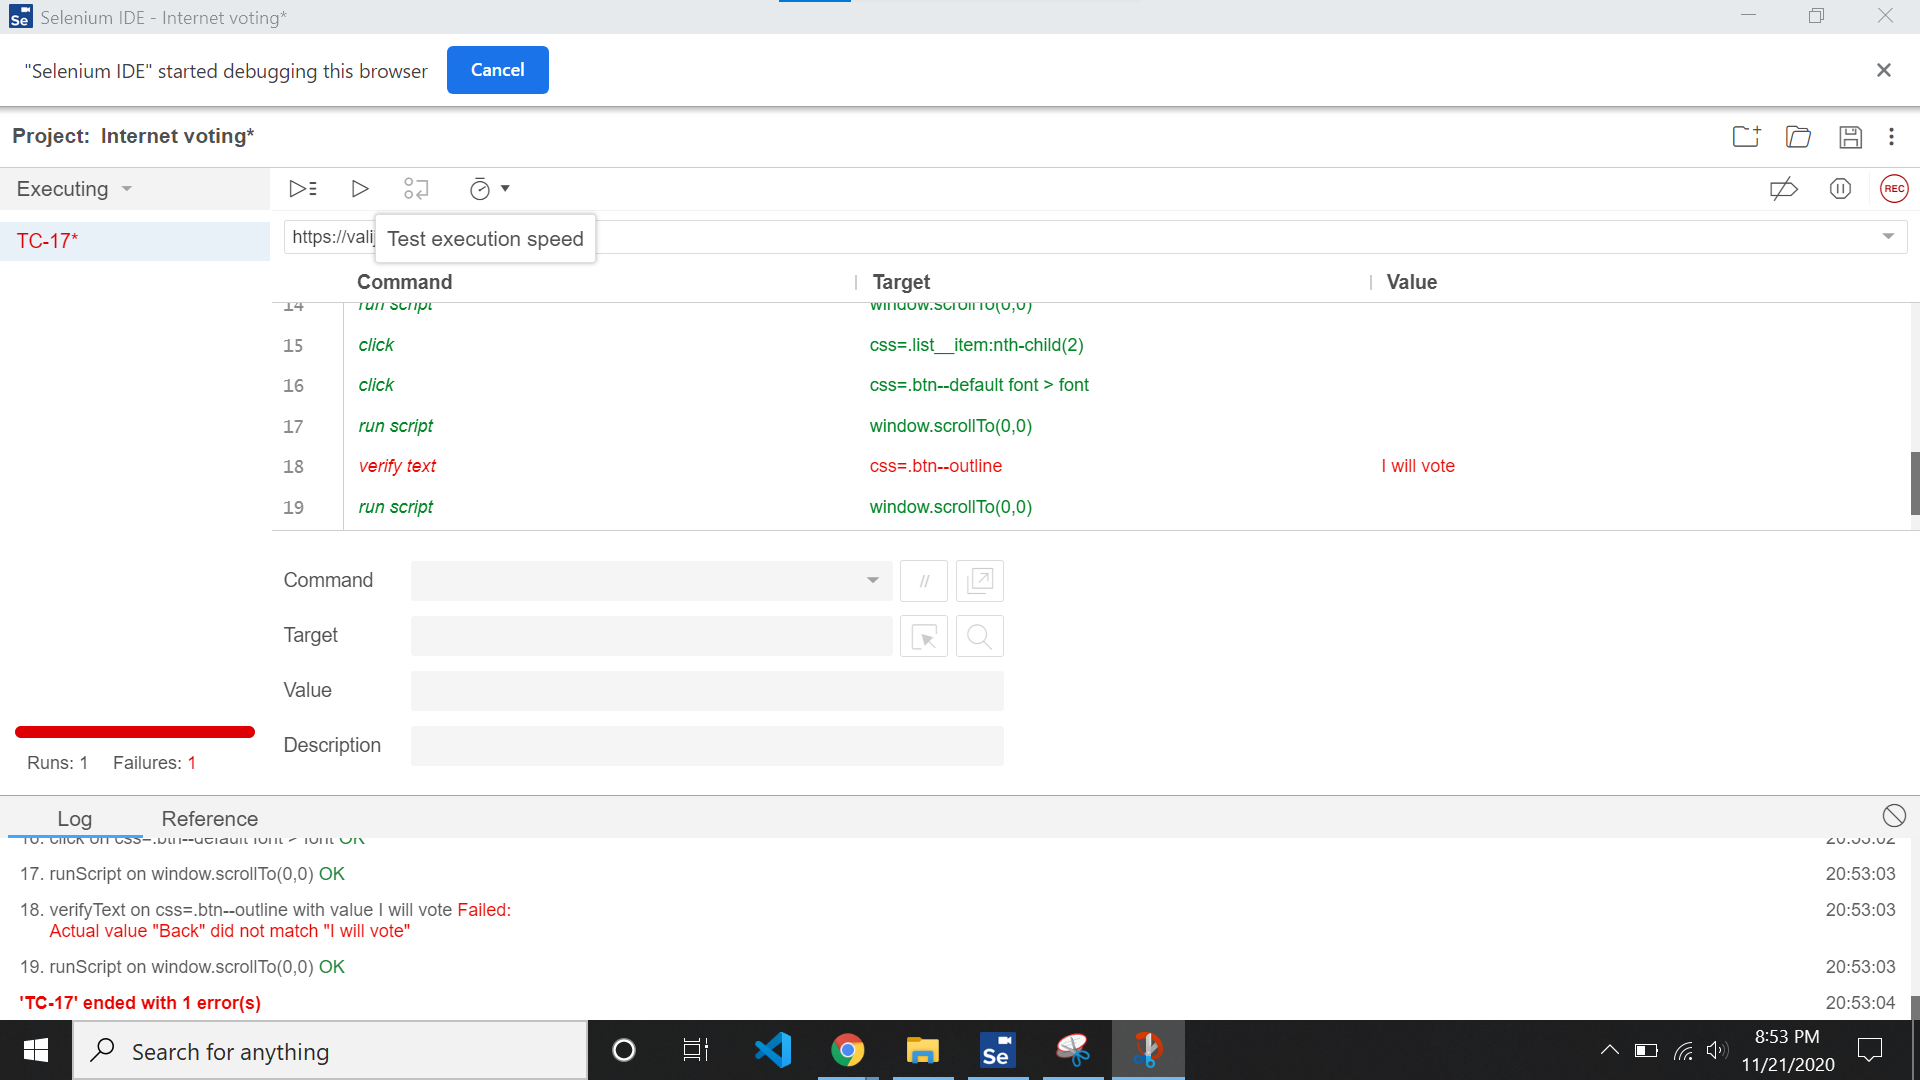 Se Selenium IDE - Internet voting*
"Selenium IDE" started debugging this browser Cancel
Project: Internet voting*
Executing
REC
TC-17*
https://vali
Test execution speed
Command Target Value
14 run script window.scrollTo(0,0)
15 click css=.list__item:nth-child(2)
16 click css=.btn--default font > font
17 run script window.scrollTo(0,0)
18 verify text css=.btn--outline I will vote
19 run script window.scrollTo(0,0)
Command //
Target
Value
Description
Runs: 1 Failures: 1
Log Reference
16. click on css=.btn--default font > font OK 20:53:02
17. runScript on window.scrollTo(0,0) OK 20:53:03
18. verifyText on css=.btn--outline with value I will vote Failed: 20:53:03
Actual value "Back" did not match "I will vote"
19. runScript on window.scrollTo(0,0) OK 20:53:03
'TC-17' ended with 1 error(s) 20:53:04
Search for anything
Se
8:53 PM
11/21/2020